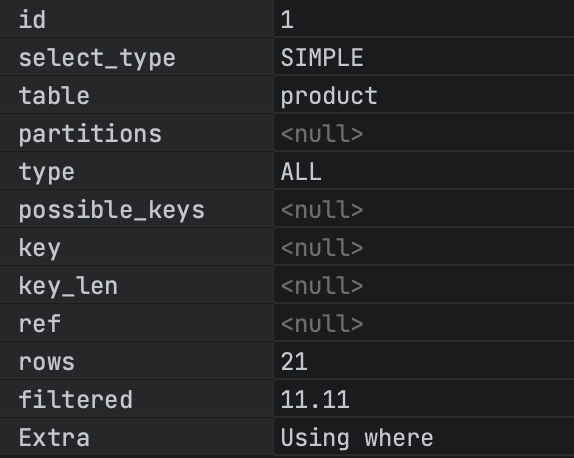 id 1
select_type SIMPLE
table product
partitions <null>
type ALL
possible_keys <null>
key <null>
key_len <null>
ref <null>
rows 21
filtered 11.11
Extra Using where